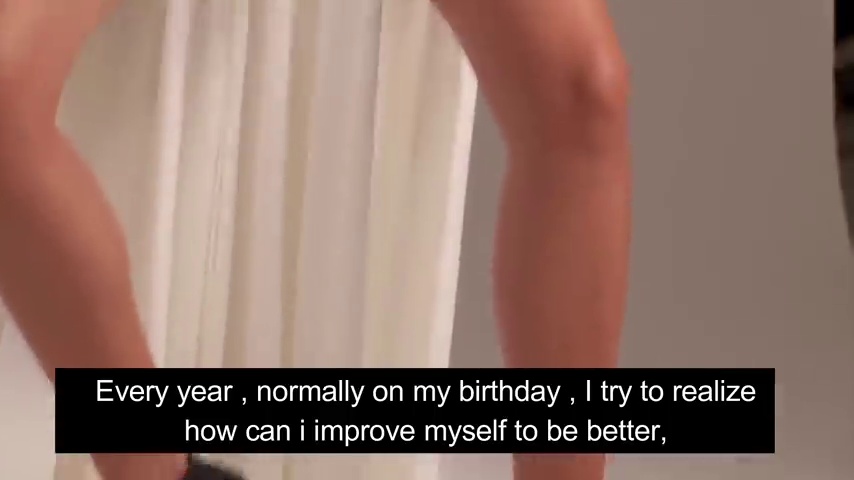 Every year , normally on my birthday , I try to realize
how can i improve myself to be better,